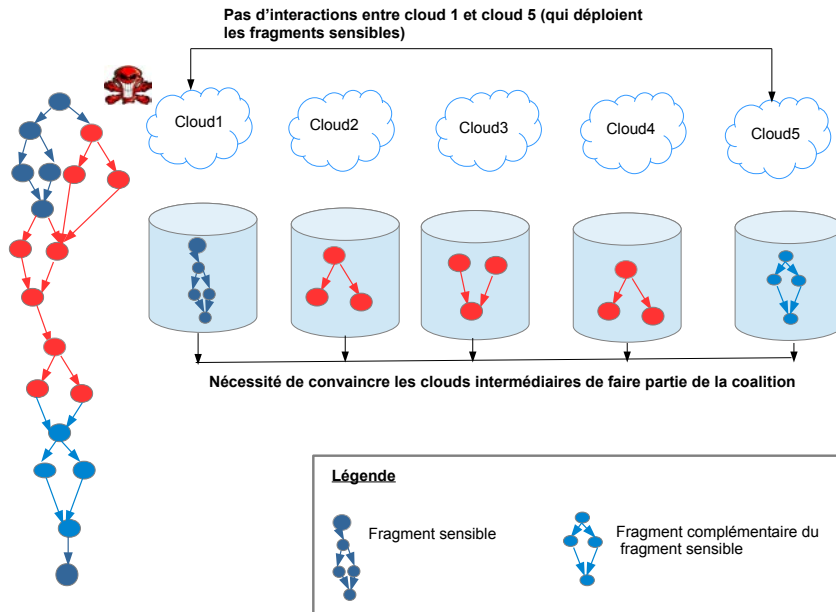 Pas d'interactions entre cloud 1 et cloud 5 (qui déploient
les fragments sensibles)
Cloud1
Cloud2
Cloud3
Cloud4
Cloud5
Nécessité de convaincre les clouds intermédiaires de faire partie de la coalition
Légende
Fragment sensible
Fragment complémentaire du
fragment sensible